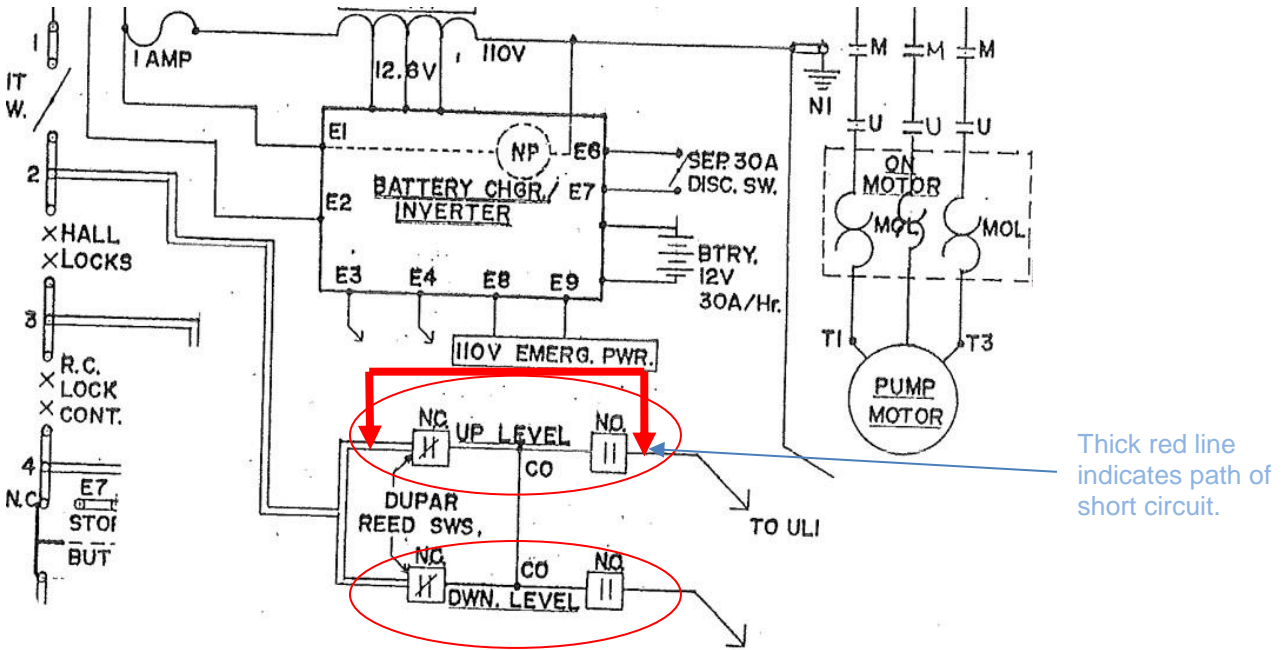 1 AMP
12.6V
110V
1
IT
W.
N1
M
M
M
U
U
U
E1
NP
E6
SEP. 30A
DISC. SW.
E7
BATTERY CHGR./
INVERTER
E2
ON
MOTOR
MOL
MOL
2
HALL
LOCKS
BTRY.
12V
30A/Hr.
E3
E4
E8
E9
3
110V EMERG. PWR.
T1
T3
PUMP
MOTOR
R.C.
LOCK
CONT.
N.C.
UP LEVEL
N.O.
CO
4
N.C
E7
STOP
BUT
DUPAR
REED SWS,
TO UL1
N.C.
CO
N.O.
DWN. LEVEL
Thick red line
indicates path of
short circuit.